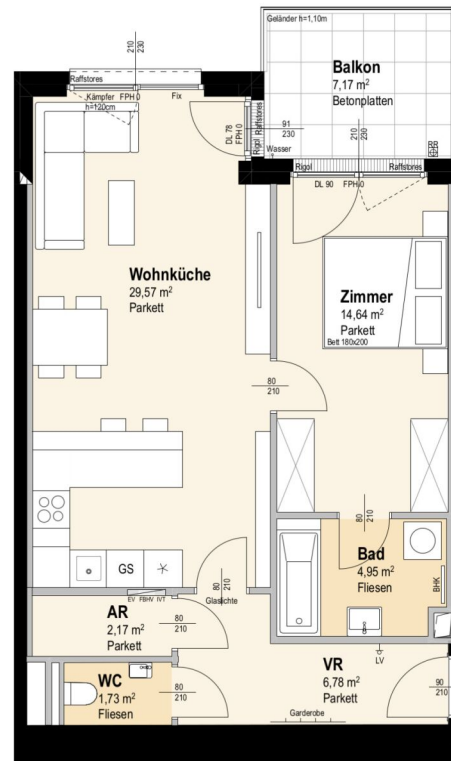 Geländer h=1,10m
210
230
Balkon
7,17 m²
Betonplatten
Raffstores
Kämpfer FPH 0
h=120cm
Fix
DL 78
FPH 0
Rigol Raffstores
91
230
210
230
Wasser
Rigol
Raffstores
DL 90 FPH 0
Wohnküche
29,57 m²
Parkett
Zimmer
14,64 m²
Parkett
Bett 180x200
80
210
80
210
Bad
4,95 m²
Fliesen
BHK
GS
80
210
Glaslichte
EV FBHV IVT
AR
2,17 m²
Parkett
80
210
LV
VR
6,78 m²
Parkett
WC
1,73 m²
Fliesen
80
210
90
210
Garderobe